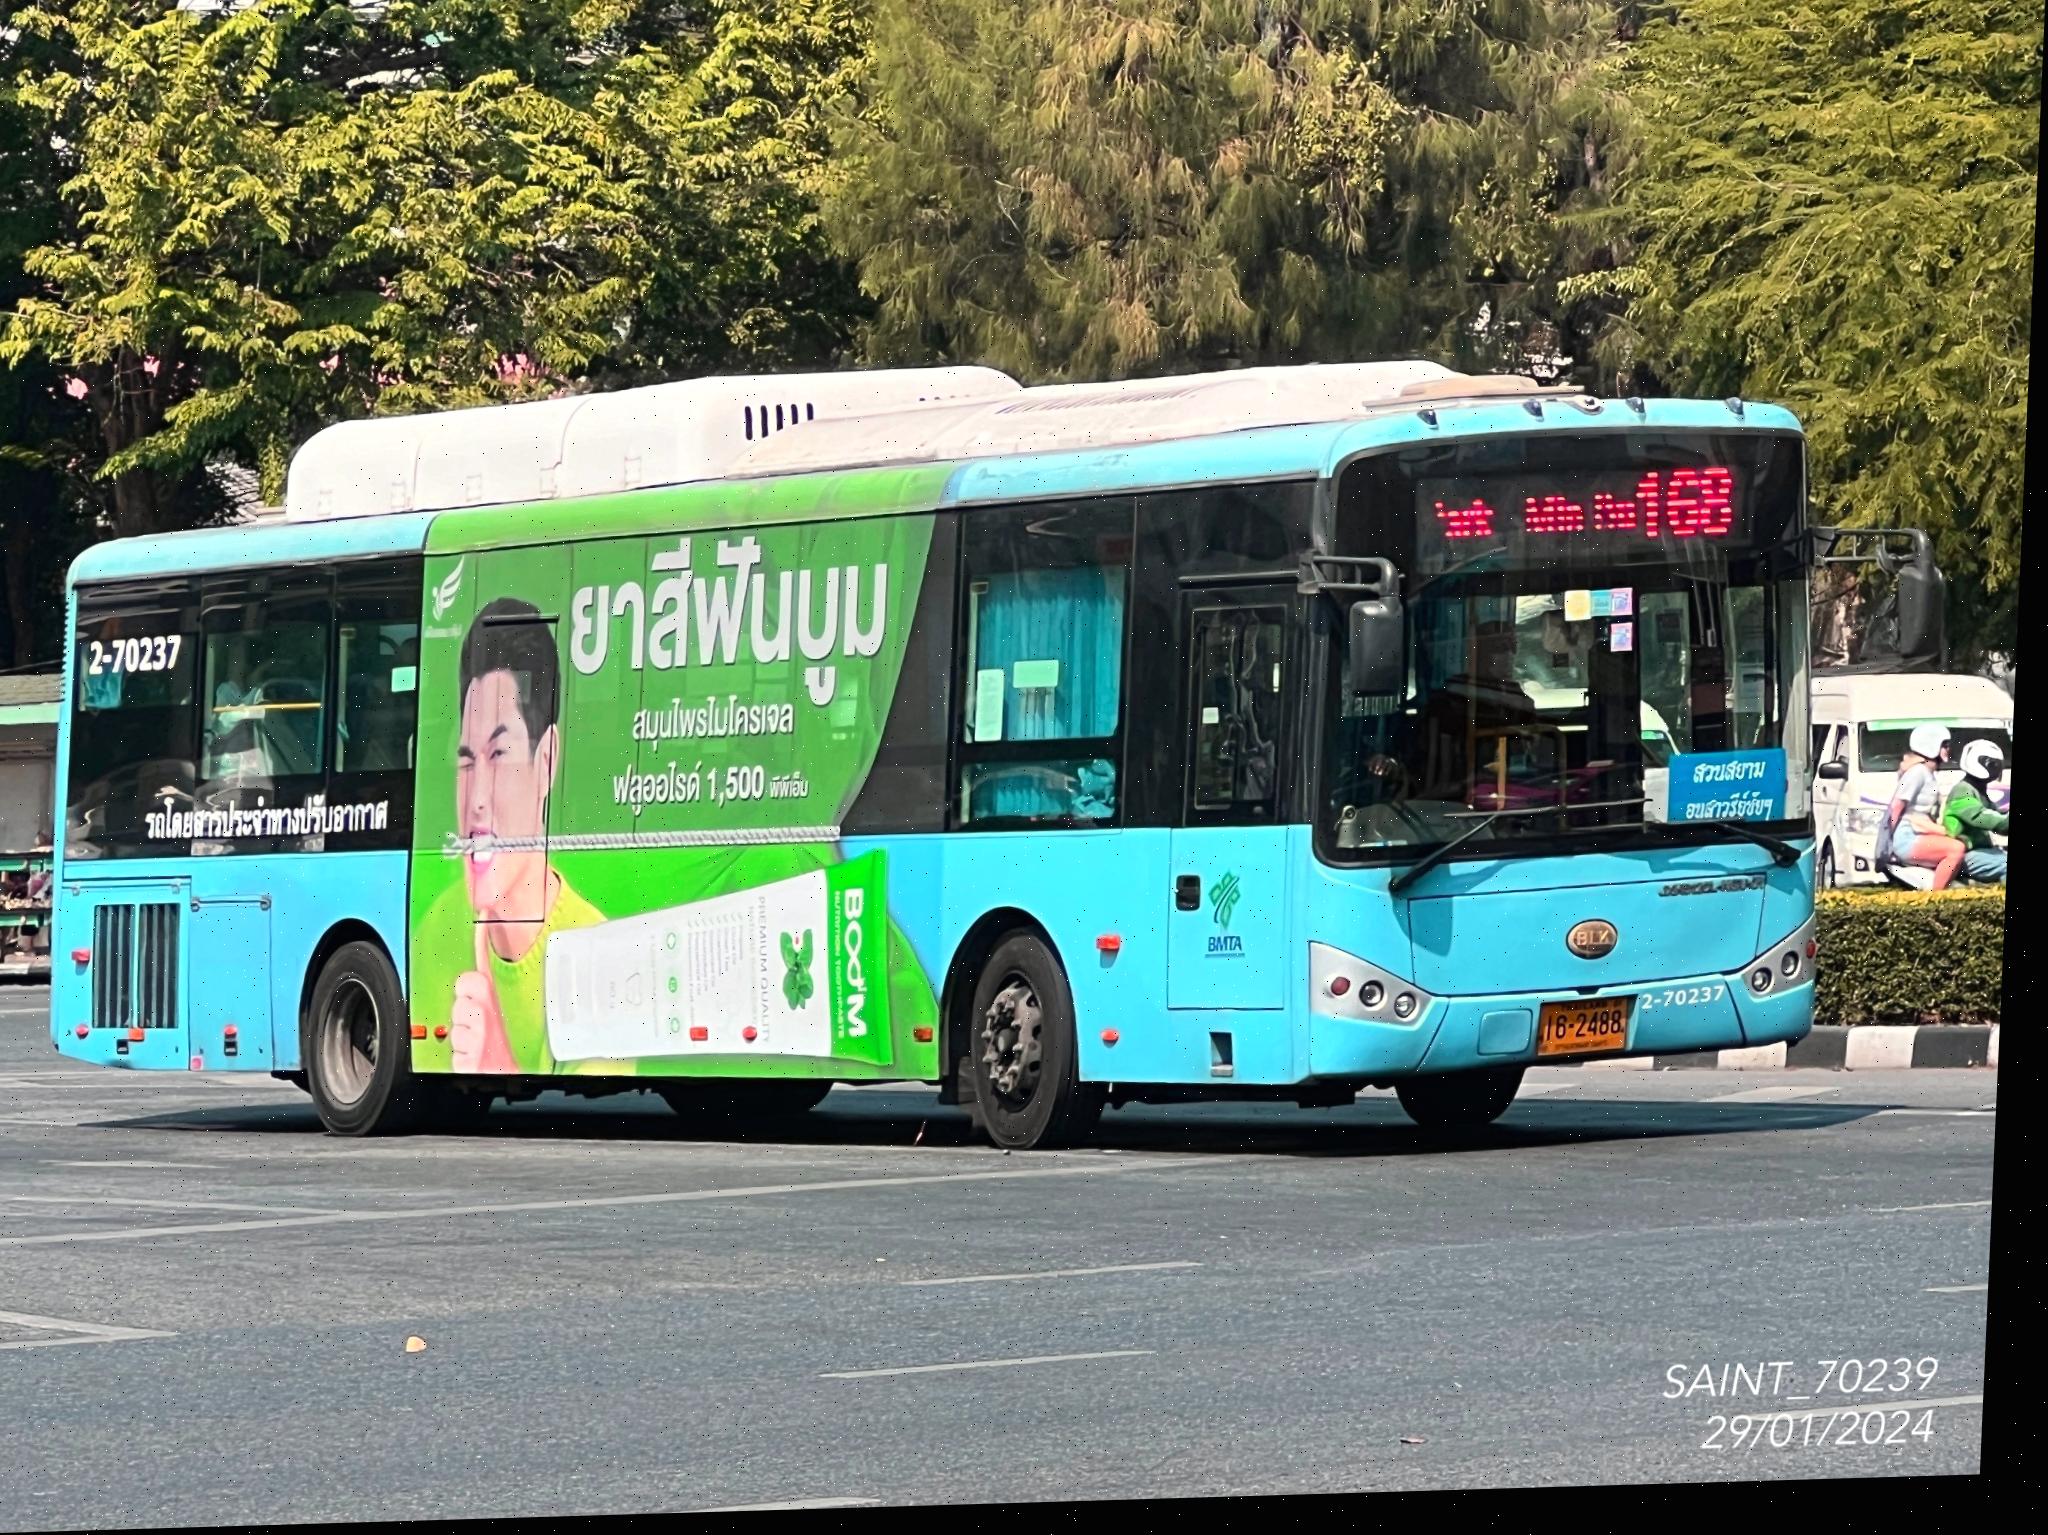 168
2-70237
ยาสีฟันบูม
สมุนไพรไมโครเจล
ฟลูออไรด์ 1,500 พีพีเอ็ม
รถโดยสารประจำทางปรับอากาศ
สวนสยาม
อนุสาวรีย์ชัยฯ
BOOM
NUTRITION TOOTHPASTE
PREMIUM QUALITY
BMTA
BLK
2-70237
16-2488
SAINT_70239
29/01/2024